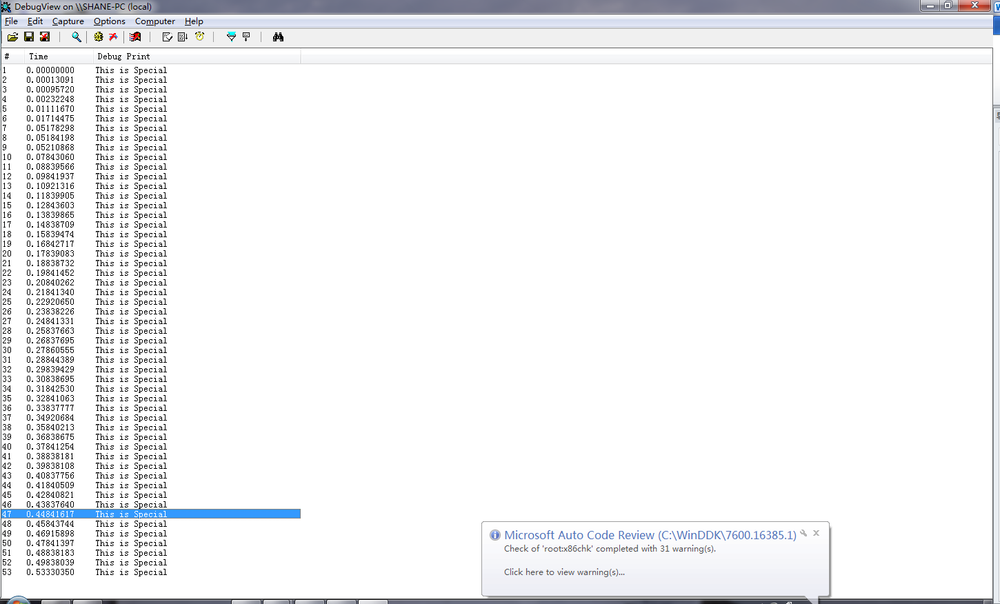 DebugView on \\SHANE-PC (local)
File Edit Capture Options Computer Help
# Time Debug Print
1 0.00000000 This is Special
2 0.00013091 This is Special
3 0.00095720 This is Special
4 0.00232248 This is Special
5 0.01111670 This is Special
6 0.01714475 This is Special
7 0.05178298 This is Special
8 0.05184198 This is Special
9 0.05210868 This is Special
10 0.07843060 This is Special
11 0.08839566 This is Special
12 0.09841937 This is Special
13 0.10921316 This is Special
14 0.11839905 This is Special
15 0.12843603 This is Special
16 0.13839865 This is Special
17 0.14838709 This is Special
18 0.15839474 This is Special
19 0.16842717 This is Special
20 0.17839083 This is Special
21 0.18838732 This is Special
22 0.19841452 This is Special
23 0.20840262 This is Special
24 0.21841340 This is Special
25 0.22920650 This is Special
26 0.23838226 This is Special
27 0.24841331 This is Special
28 0.25837663 This is Special
29 0.26837695 This is Special
30 0.27860555 This is Special
31 0.28844389 This is Special
32 0.29839429 This is Special
33 0.30838695 This is Special
34 0.31842530 This is Special
35 0.32841063 This is Special
36 0.33837777 This is Special
37 0.34920684 This is Special
38 0.35840213 This is Special
39 0.36838675 This is Special
40 0.37841254 This is Special
41 0.38838181 This is Special
42 0.39838108 This is Special
43 0.40837756 This is Special
44 0.41840509 This is Special
45 0.42840821 This is Special
46 0.43837640 This is Special
47 0.44841617 This is Special
48 0.45843744 This is Special
49 0.46915898 This is Special
50 0.47841397 This is Special
51 0.48838183 This is Special
52 0.49838039 This is Special
53 0.53330350 This is Special
Microsoft Auto Code Review (C:\WinDDK\7600.16385.1)
Check of 'root:x86chk' completed with 31 warning(s).
Click here to view warning(s)...